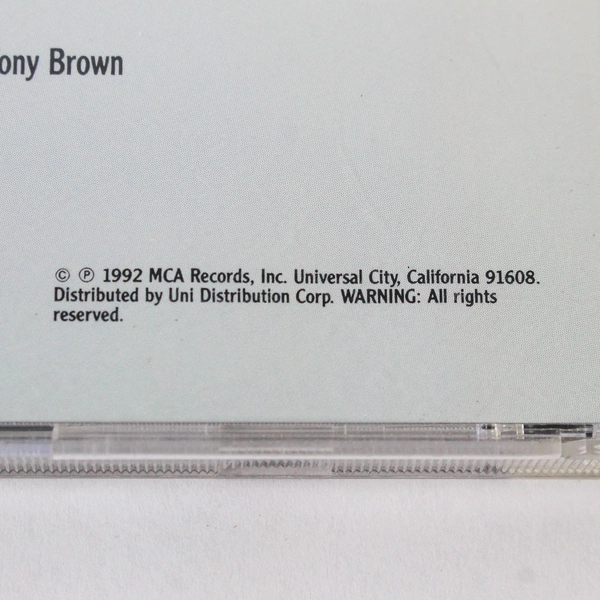 ony Brown
© ℗ 1992 MCA Records, Inc. Universal City, California 91608.
Distributed by Uni Distribution Corp. WARNING: All rights
reserved.